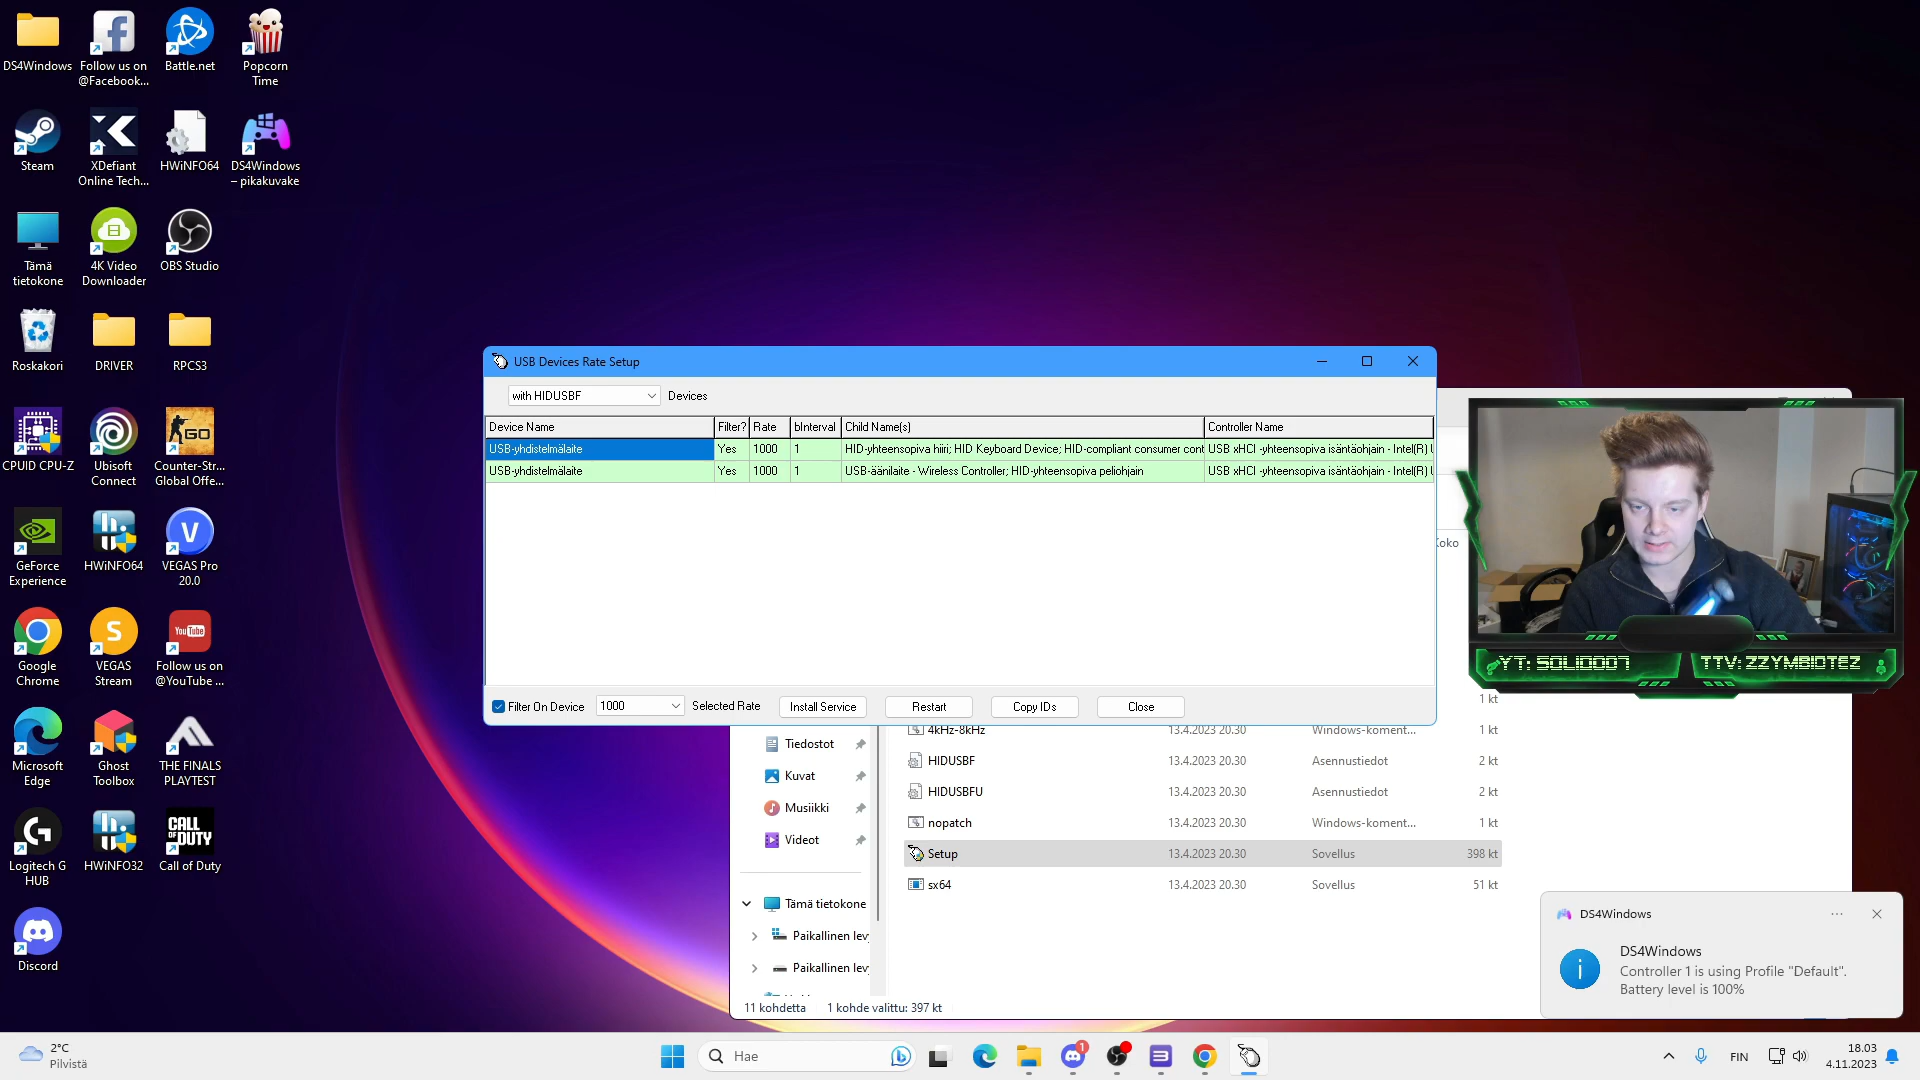 DS4Windows
Follow us on
@Facebook...
Battle.net
Popcorn
Time
Steam
XDefiant
Online Tech...
HWiNFO64
DS4Windows
– pikakuvake
Tämä
tietokone
4K Video
Downloader
OBS Studio
Roskakori
DRIVER
RPCS3
CPUID CPU-Z
Ubisoft
Connect
Counter-Str...
Global Offe...
GeForce
Experience
HWiNFO64
VEGAS Pro
20.0
Google
Chrome
VEGAS
Stream
Follow us on
@YouTube ...
Microsoft
Edge
Ghost
Toolbox
THE FINALS
PLAYTEST
Logitech G
HUB
HWiNFO32
CALL OF DUTY
Call of Duty
Discord
USB Devices Rate Setup
with HIDUSBF
Devices
Device Name Filter? Rate bInterval Child Name(s) Controller Name
USB-yhdistelmälaite Yes 1000 1 HID-yhteensopiva hiiri; HID Keyboard Device; HID-compliant consumer cont USB xHCI -yhteensopiva isäntäohjain - Intel(R) U
USB-yhdistelmälaite Yes 1000 1 USB-äänilaite - Wireless Controller; HID-yhteensopiva peliohjain USB xHCI -yhteensopiva isäntäohjain - Intel(R) U
Filter On Device 1000 Selected Rate Install Service Restart Copy IDs Close
Koko
YT: SOLID007 TTV: ZZYMBIOTEZ
1 kt
4kHz-8kHz 13.4.2023 20.30 Windows-koment... 1 kt
HIDUSBF 13.4.2023 20.30 Asennustiedot 2 kt
HIDUSBFU 13.4.2023 20.30 Asennustiedot 2 kt
nopatch 13.4.2023 20.30 Windows-koment... 1 kt
Setup 13.4.2023 20.30 Sovellus 398 kt
sx64 13.4.2023 20.30 Sovellus 51 kt
Tiedostot
Kuvat
Musiikki
Videot
Tämä tietokone
Paikallinen lev
Paikallinen lev
11 kohdetta 1 kohde valittu: 397 kt
DS4Windows
DS4Windows
Controller 1 is using Profile "Default".
Battery level is 100%
2°C
Pilvistä
Hae
1
FIN
18.03
4.11.2023